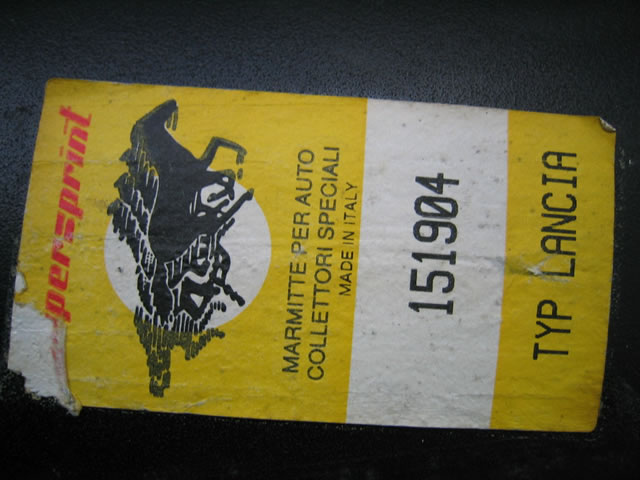 persprint
MARMITTE PER AUTO
COLLETTORI SPECIALI
MADE IN ITALY
151904
TYP LANCIA